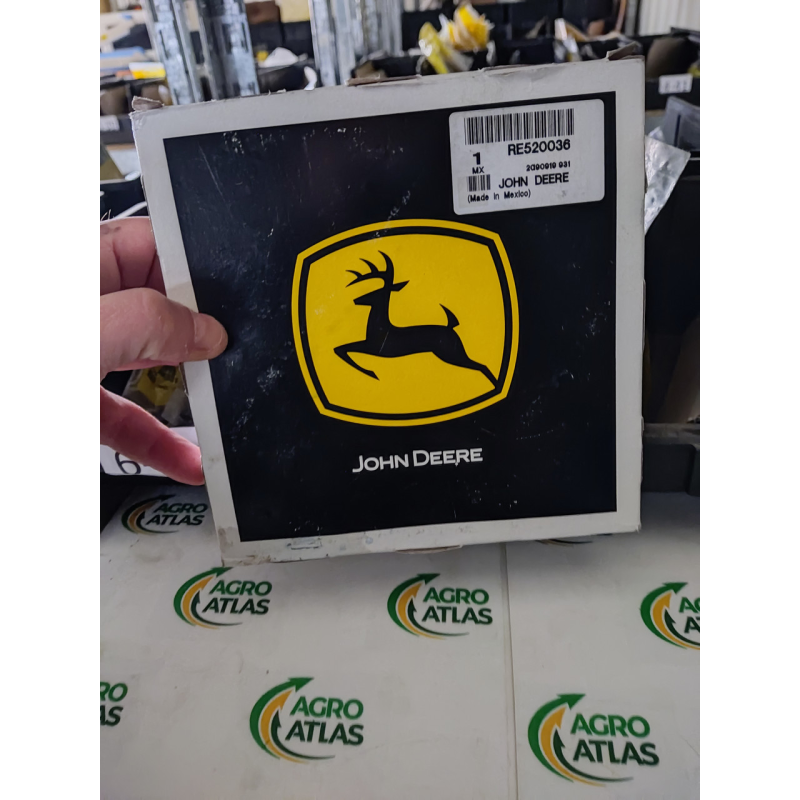 RE520036
1
MX
20190919 931
JOHN DEERE
(Made in Mexico)
JOHN DEERE
AGRO
ATLAS
AGRO
ATLAS
AGRO
ATLAS
AGRO
ATLAS
AGRO
ATLAS